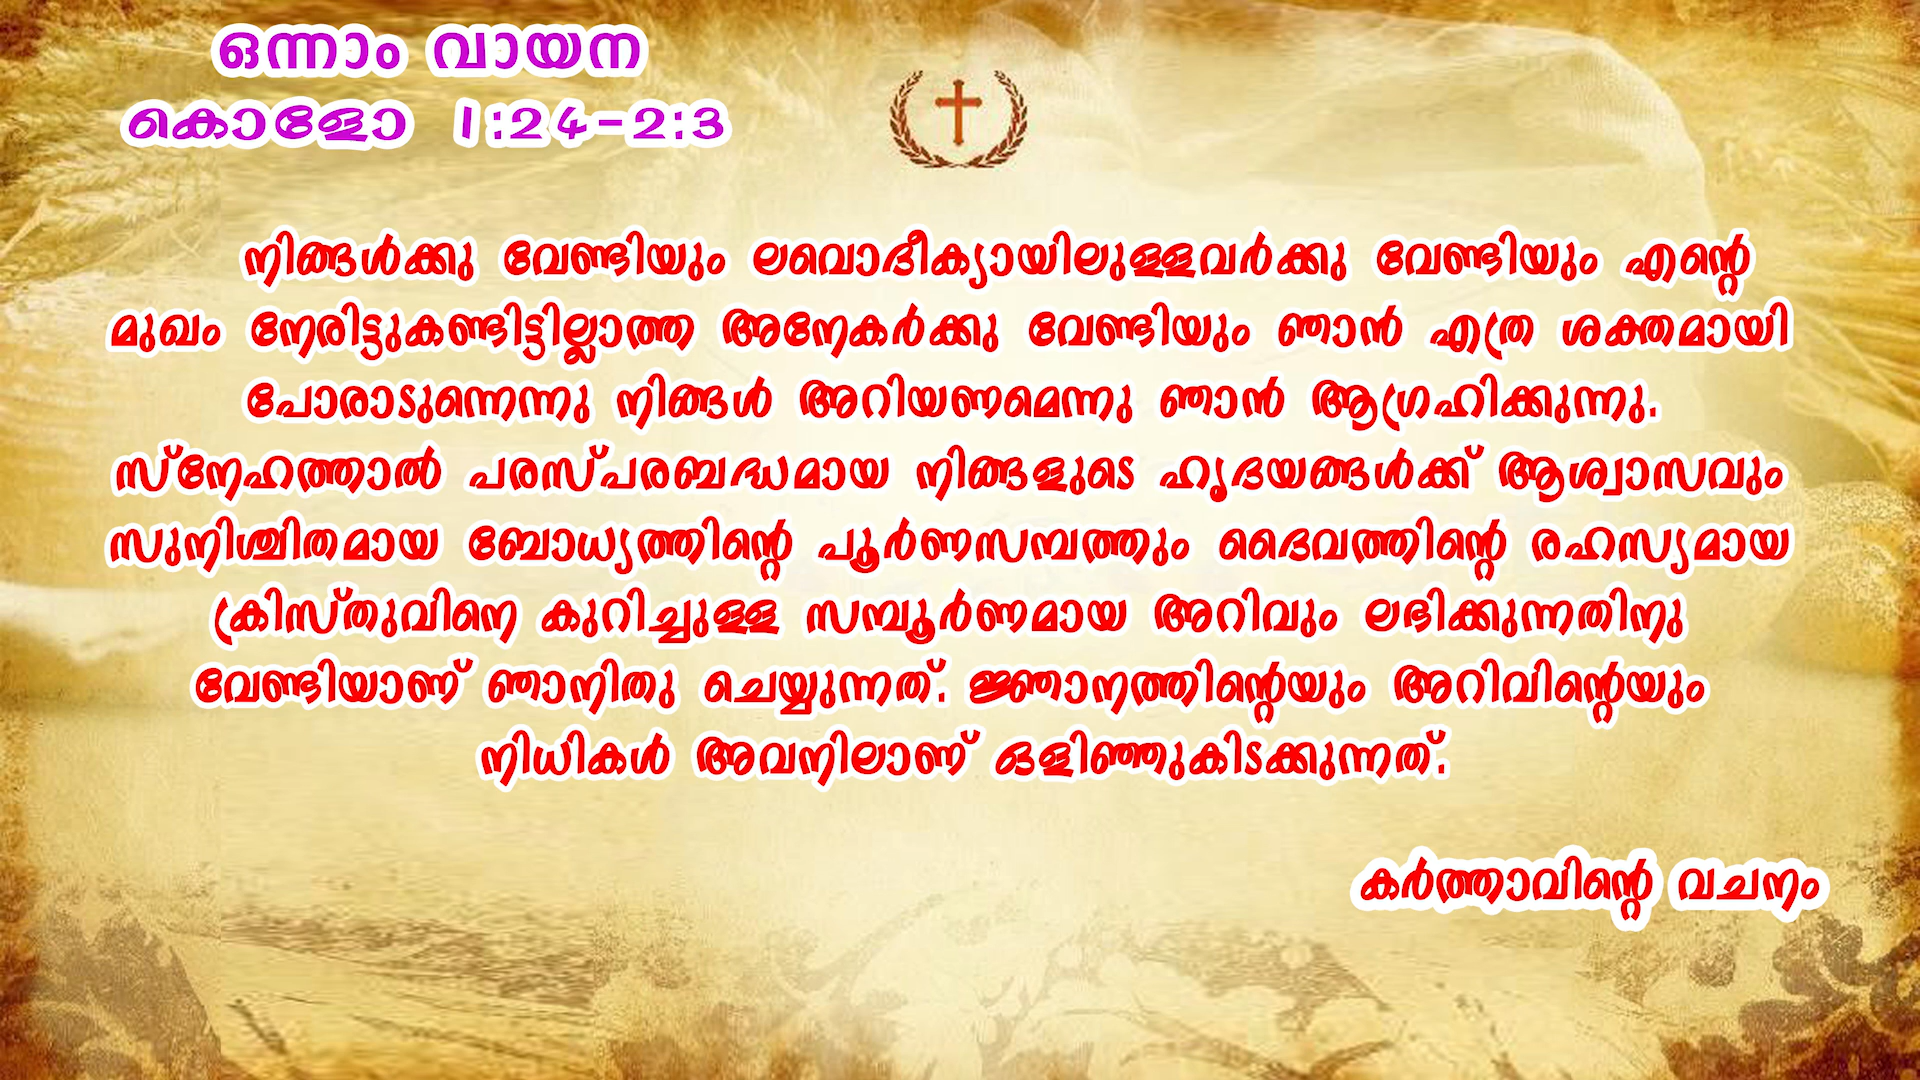 ഒന്നാം വായന
കൊളോ 1:24-2:3
നിങ്ങൾക്കു വേണ്ടിയും ലവൊദീക്യായിലുള്ളവർക്കു വേണ്ടിയും എന്റെ
മുഖം നേരിട്ടുകണ്ടിട്ടില്ലാത്ത അനേകർക്കു വേണ്ടിയും ഞാൻ എത്ര ശക്തമായി
പോരാടുന്നെന്നു നിങ്ങൾ അറിയണമെന്നു ഞാൻ ആഗ്രഹിക്കുന്നു.
സ്നേഹത്താൽ പരസ്പരബദ്ധമായ നിങ്ങളുടെ ഹൃദയങ്ങൾക്ക് ആശ്വാസവും
സുനിശ്ചിതമായ ബോധ്യത്തിന്റെ പൂർണസമ്പത്തും ദൈവത്തിന്റെ രഹസ്യമായ
ക്രിസ്തുവിനെ കുറിച്ചുള്ള സമ്പൂർണമായ അറിവും ലഭിക്കുന്നതിനു
വേണ്ടിയാണ് ഞാനിതു ചെയ്യുന്നത്. ജ്ഞാനത്തിന്റെയും അറിവിന്റെയും
നിധികൾ അവനിലാണ് ഒളിഞ്ഞുകിടക്കുന്നത്.
കർത്താവിന്റെ വചനം